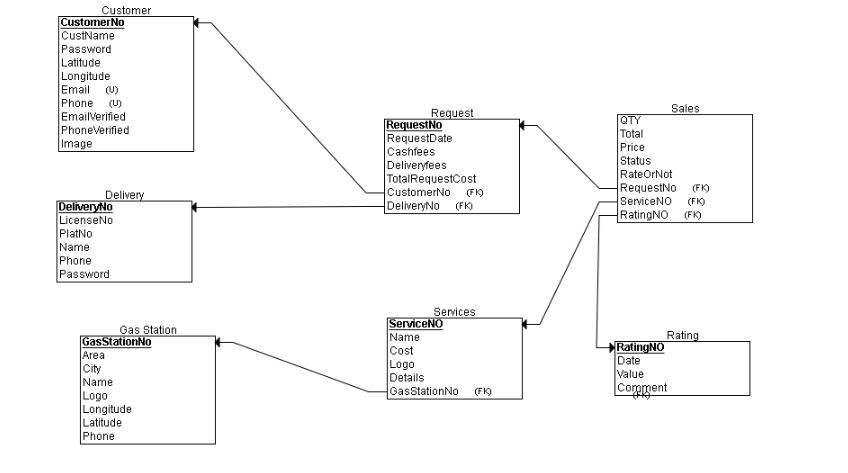 Customer
CustomerNo
CustName
Password
Latitude
Longitude
Email (U)
Phone (U)
EmailVerified
PhoneVerified
Image
Delivery
DeliveryNo
LicenseNo
PlatNo
Name
Phone
Password
Gas Station
GasStationNo
Area
City
Name
Logo
Longitude
Latitude
Phone
Request
RequestNo
RequestDate
Cashfees
Deliveryfees
TotalRequestCost
CustomerNo (FK)
DeliveryNo (FK)
Services
ServiceNO
Name
Cost
Logo
Details
GasStationNo (FK)
Sales
QTY
Total
Price
Status
RateOrNot
RequestNo (FK)
ServiceNO (FK)
RatingNO (FK)
Rating
RatingNO
Date
Value
Comment
(FK)